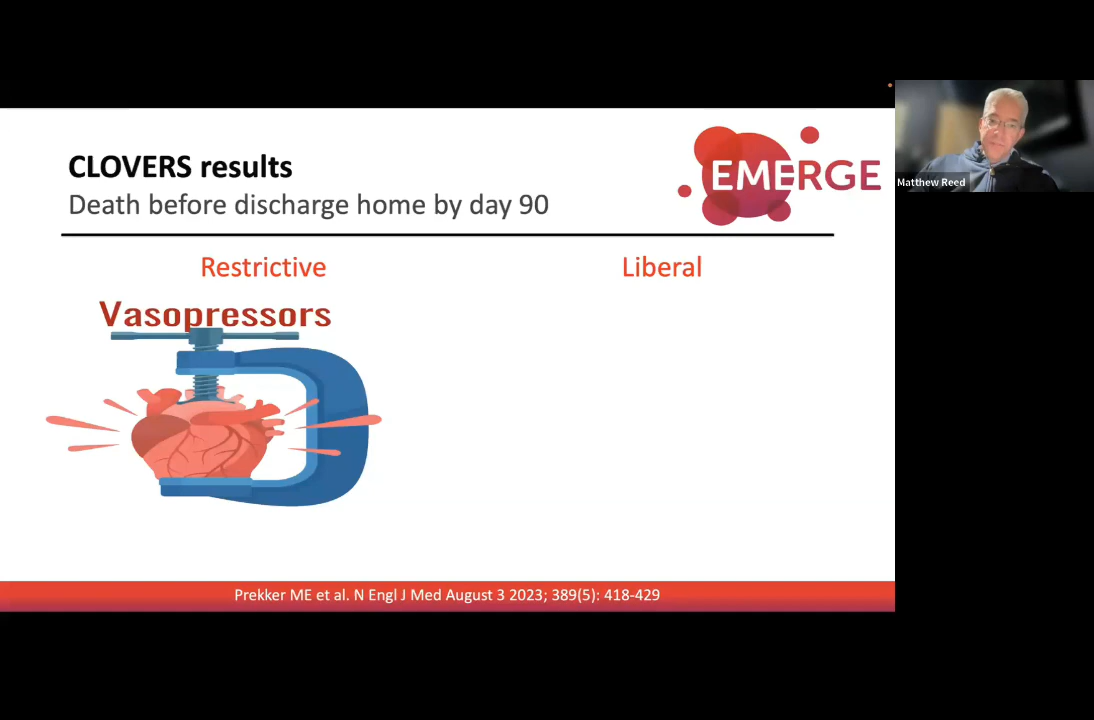 CLOVERS results
Death before discharge home by day 90
EMERGE
Matthew Reed
Restrictive
Liberal
Vasopressors
Prekker ME et al. N Engl J Med August 3 2023; 389(5): 418-429